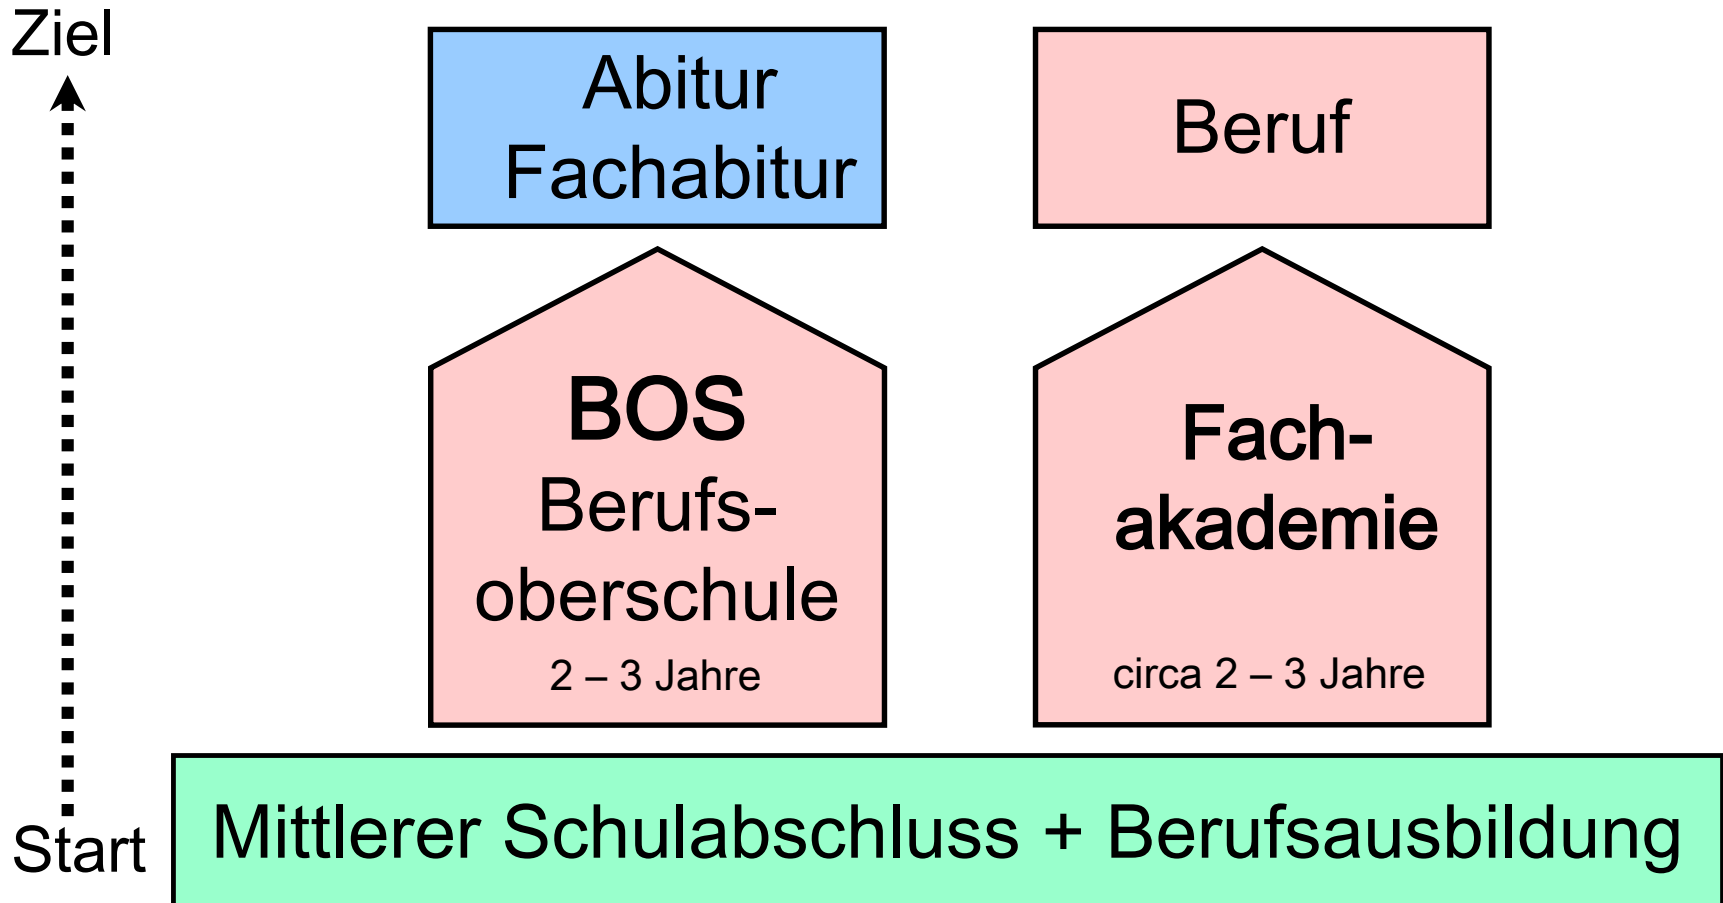 Ziel
Abitur
Fachabitur
Beruf
BOS
Berufs-
oberschule
2 – 3 Jahre
Fach-
akademie
circa 2 – 3 Jahre
Start
Mittlerer Schulabschluss + Berufsausbildung